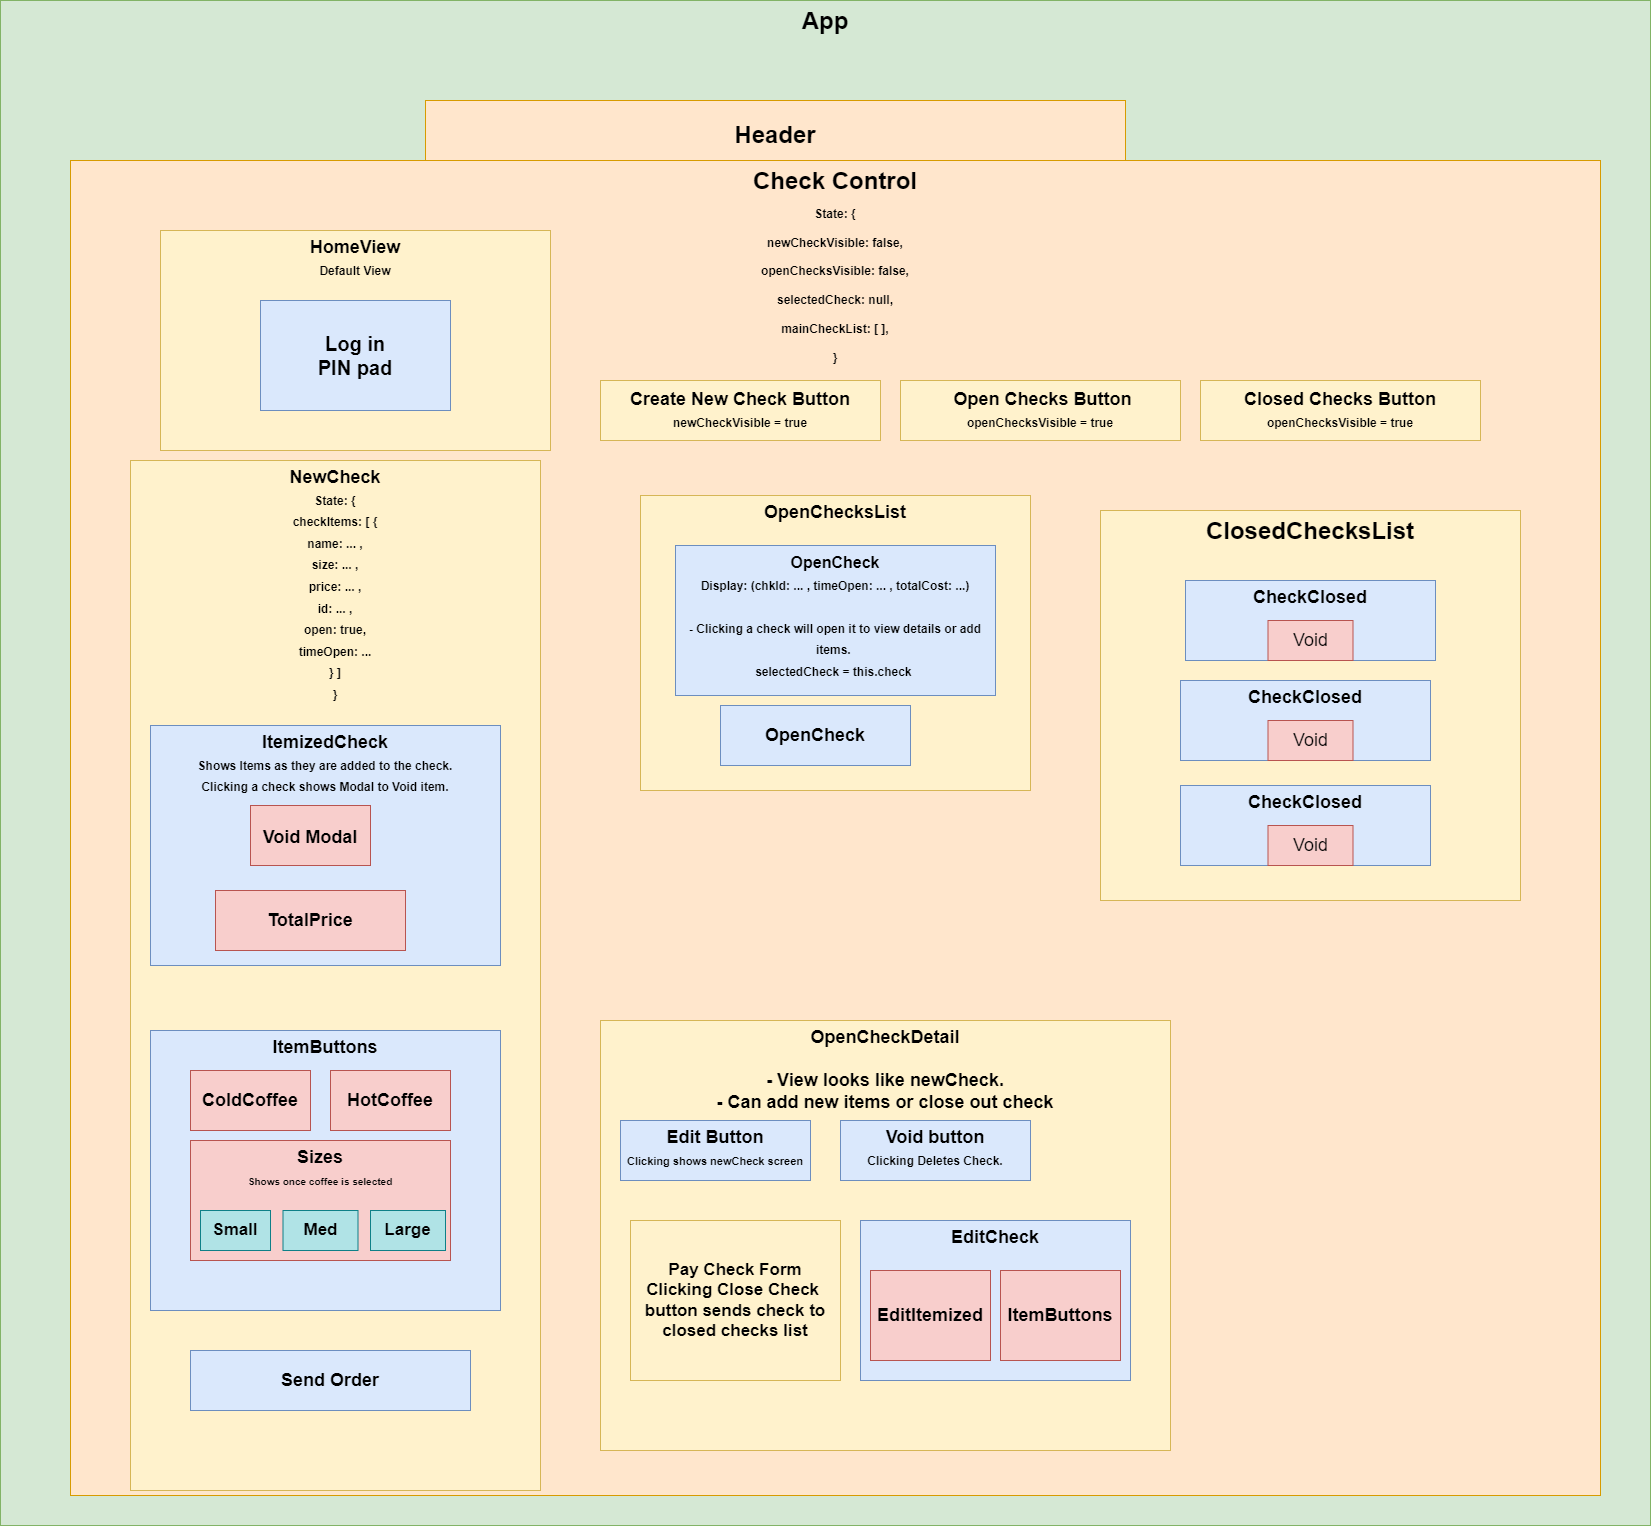 App
Header
Check Control
State: {
newCheckVisible: false,
openChecksVisible: false,
selectedCheck: null,
mainCheckList: [ ],
}
HomeView
Default View
Log in
PIN pad
Create New Check Button
newCheckVisible = true
Open Checks Button
openChecksVisible = true
Closed Checks Button
openChecksVisible = true
NewCheck
State: {
checkItems: [ {
name: ... ,
size: ... ,
price: ... ,
id: ... ,
open: true,
timeOpen: ...
} ]
}
ItemizedCheck
Shows Items as they are added to the check.
Clicking a check shows Modal to Void item.
Void Modal
TotalPrice
ItemButtons
ColdCoffee
HotCoffee
Sizes
Shows once coffee is selected
Small
Med
Large
Send Order
OpenChecksList
OpenCheck
Display: (chkId: ... , timeOpen: ... , totalCost: ...)
- Clicking a check will open it to view details or add
items.
selectedCheck = this.check
OpenCheck
ClosedChecksList
CheckClosed
Void
CheckClosed
Void
CheckClosed
Void
OpenCheckDetail
- View looks like newCheck.
- Can add new items or close out check
Edit Button
Clicking shows newCheck screen
Void button
Clicking Deletes Check.
Pay Check Form
Clicking Close Check
button sends check to
closed checks list
EditCheck
EditItemized
ItemButtons